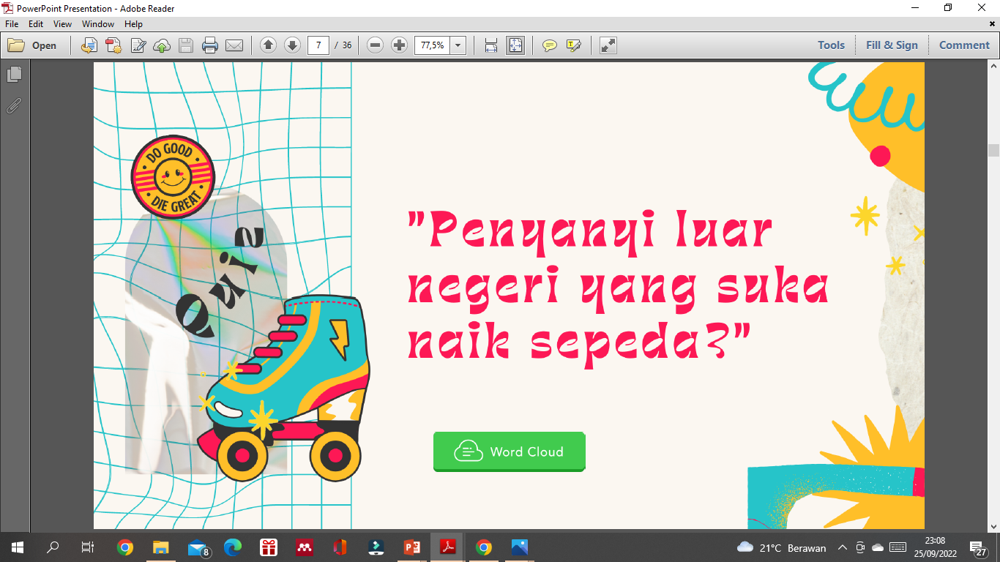 PowerPoint Presentation - Adobe Reader
File Edit View Window Help
Open 7 / 36 77,5% Tools Fill & Sign Comment
DO GOOD
DIE GREAT
Quie
"Penyanyi luar
negeri yang suka
naik sepeda?"
Word Cloud
8
21°C Berawan
23:08
25/09/2022
27